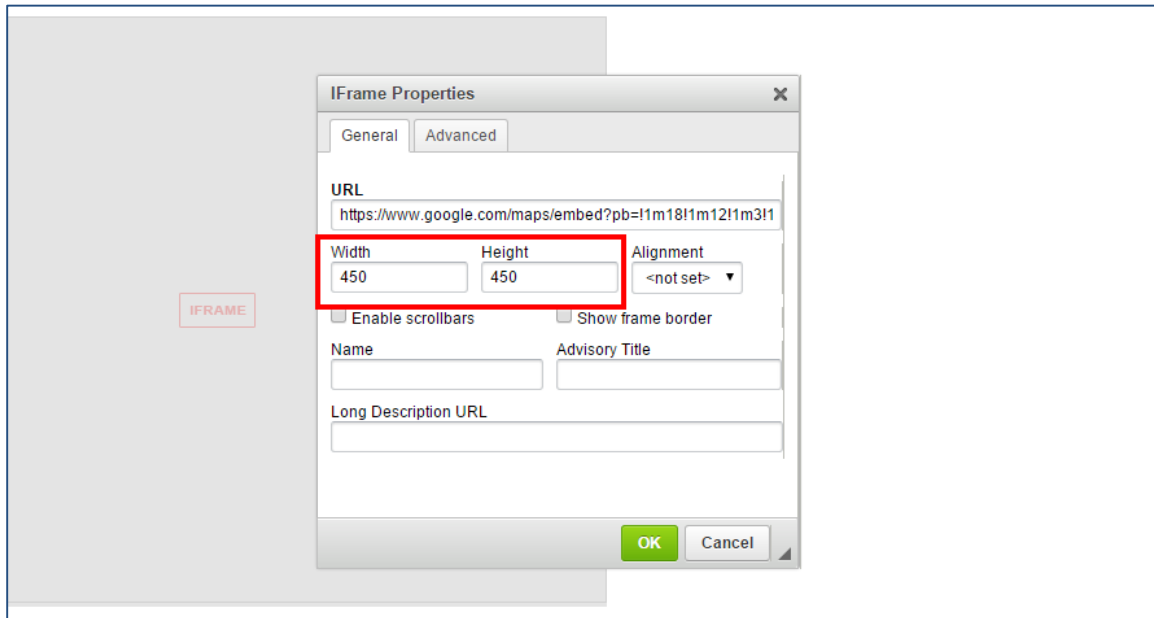 IFrame Properties
General Advanced
URL
https://www.google.com/maps/embed?pb=!1m18!1m12!1m3!1
Width Height Alignment
450 450 <not set>
IFRAME
Enable scrollbars Show frame border
Name Advisory Title
Long Description URL
OK Cancel